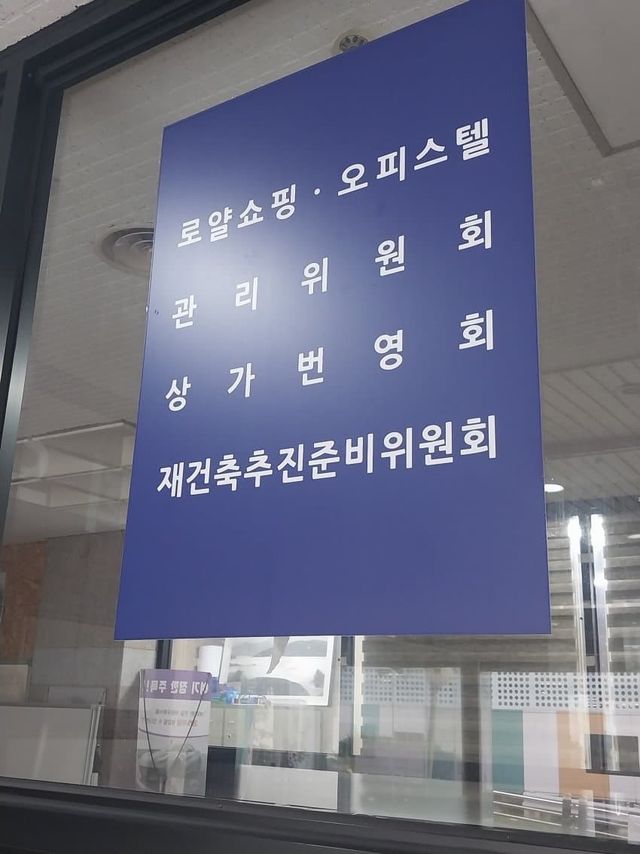 로얄쇼핑 · 오피스텔
관리위원회
상가번영회
재건축추진준비위원회